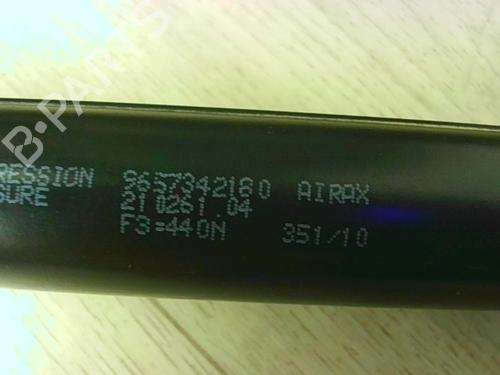 RESSION 9657342180 AIRAX
SURE 210261.04
F3=440N 351/10
B-PARTS